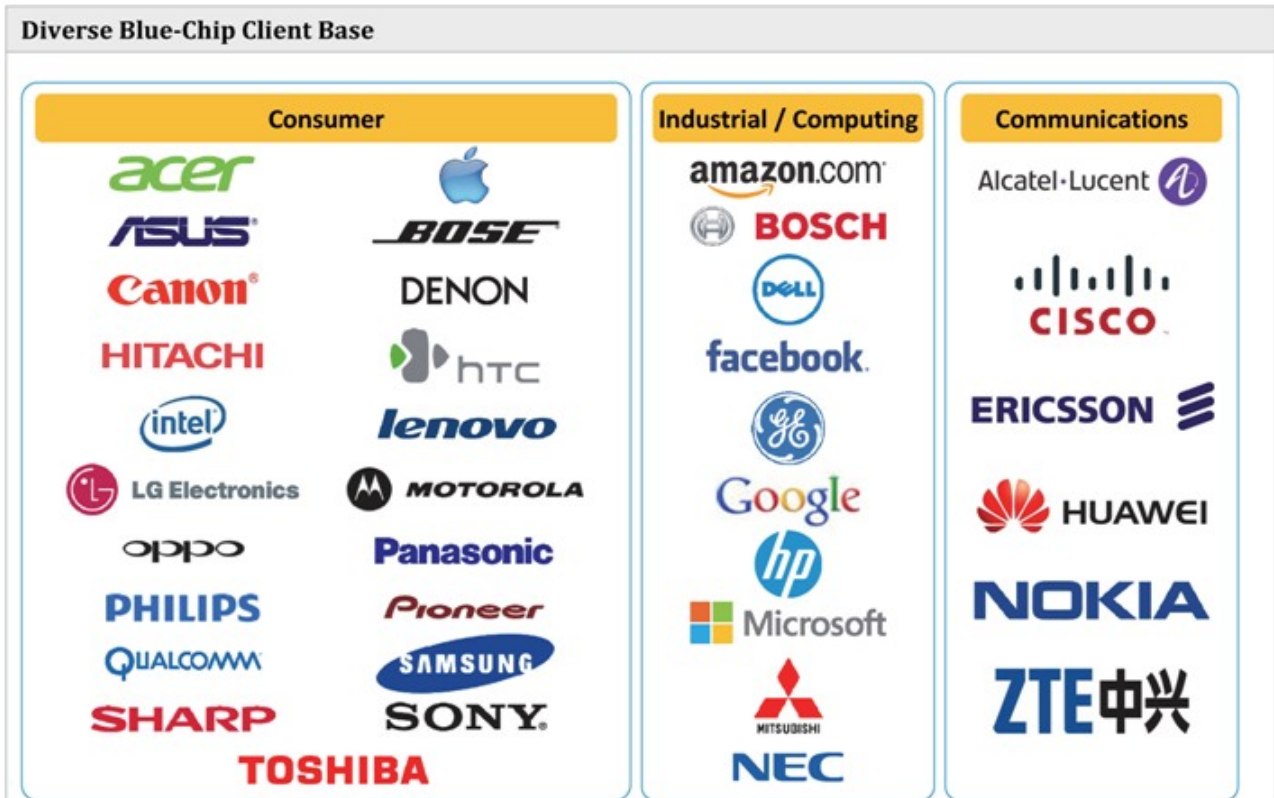 Diverse Blue-Chip Client Base
Consumer
acer
ASUS®
BOSE
Canon®
DENON
HITACHI
hTC
intel
lenovo
LG Electronics
MOTOROLA
oppo
Panasonic
PHILIPS
Pioneer
QUALCOMM
SAMSUNG
SHARP
SONY®
TOSHIBA
Industrial / Computing
amazon.com
BOSCH
DELL
facebook.
GE
Google
hp
Microsoft
MITSUBISHI
NEC
Communications
Alcatel·Lucent
CISCO
ERICSSON
HUAWEI
NOKIA
ZTE中兴